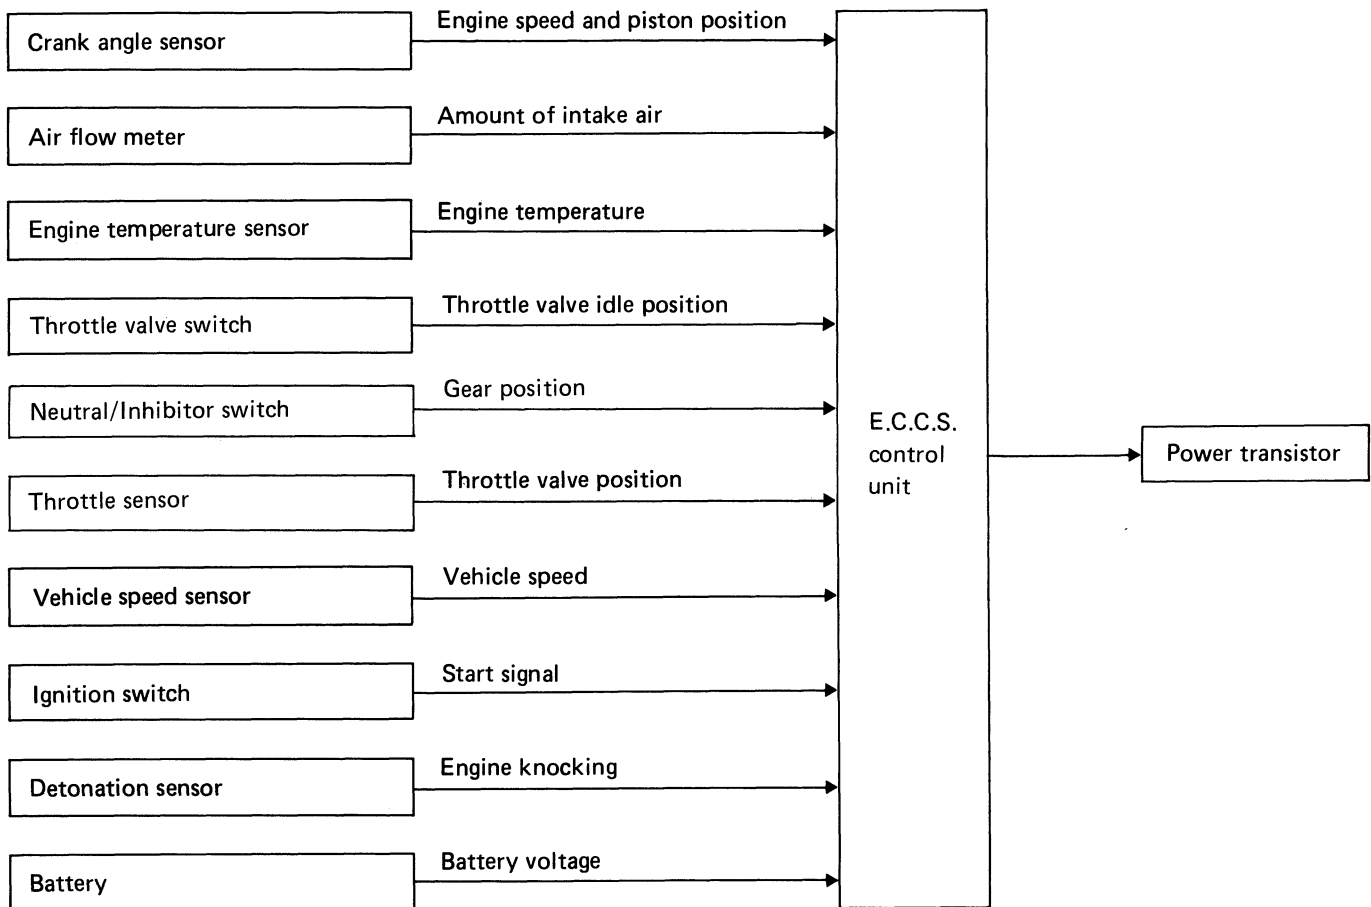 Crank angle sensor
Engine speed and piston position
Air flow meter
Amount of intake air
Engine temperature sensor
Engine temperature
Throttle valve switch
Throttle valve idle position
Neutral/Inhibitor switch
Gear position
Throttle sensor
Throttle valve position
Vehicle speed sensor
Vehicle speed
Ignition switch
Start signal
Detonation sensor
Engine knocking
Battery
Battery voltage
E.C.C.S.
control
unit
Power transistor